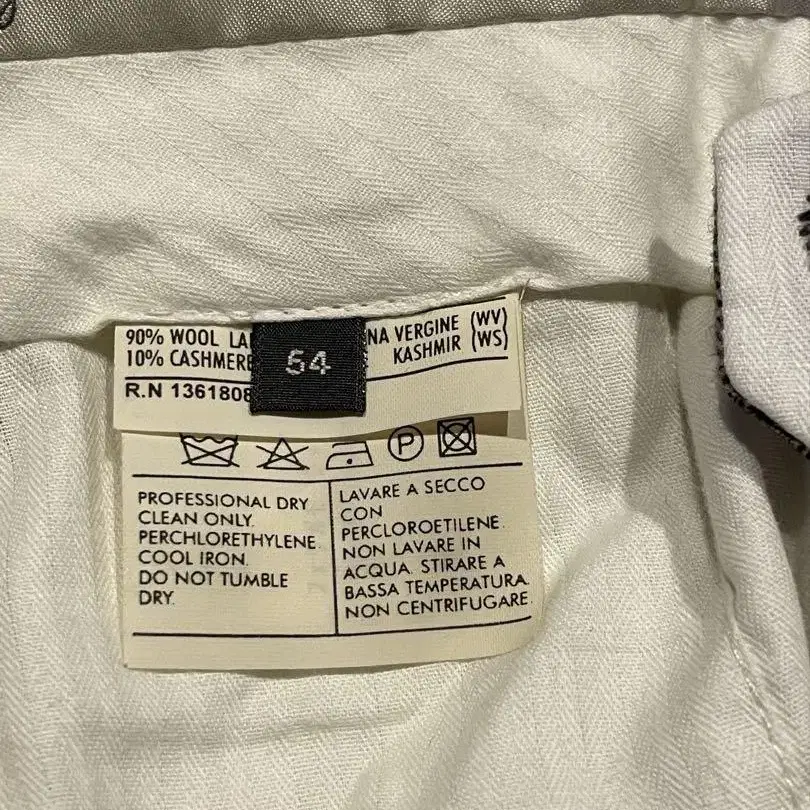 90% WOOL LA
NA VERGINE (WV)
10% CASHMERE
KASHMIR (WS)
54
R.N 1361808
P
PROFESSIONAL DRY
CLEAN ONLY.
PERCHLORETHYLENE.
COOL IRON.
DO NOT TUMBLE
DRY.
LAVARE A SECCO
CON
PERCLOROETILENE.
NON LAVARE IN
ACQUA. STIRARE A
BASSA TEMPERATURA.
NON CENTRIFUGARE.